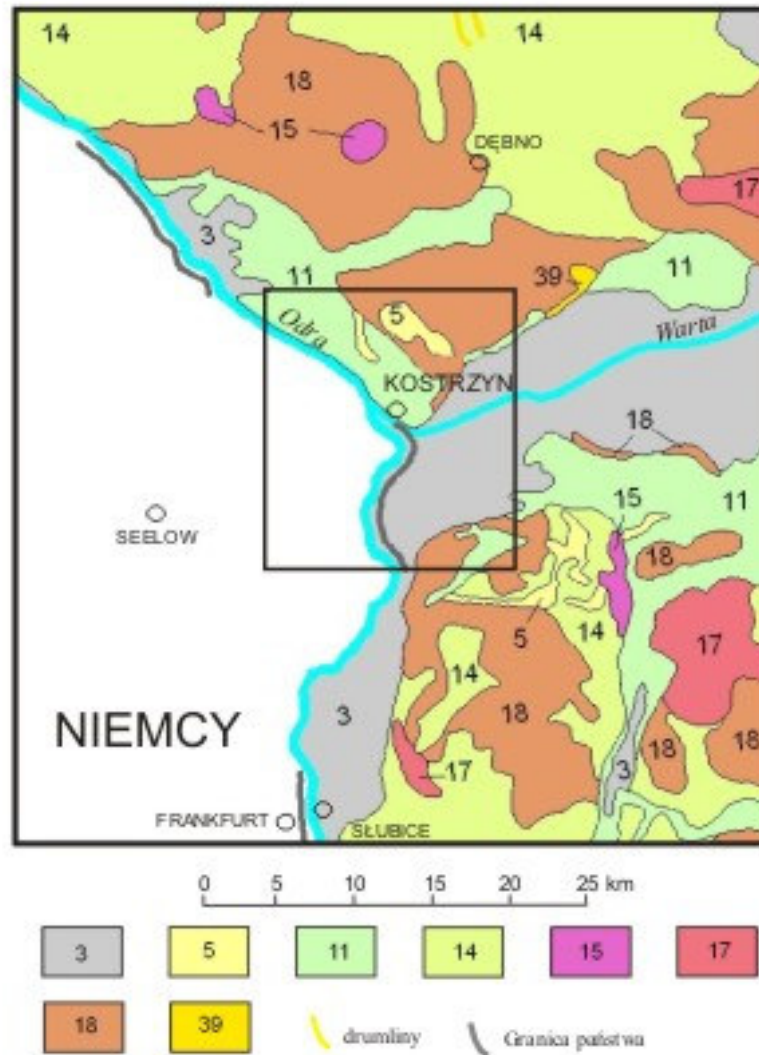 14
14
18
15
DĘBNO
17
3
11
39
11
5
Odra
Warta
KOSTRZYN
18
15
11
SEELOW
18
5
14
17
14
NIEMCY
3
18
18
18
3
17
FRANKFURT
SŁUBICE
0 5 10 15 20 25 km
3 5 11 14 15 17
18 39 drumliny Granica państwa